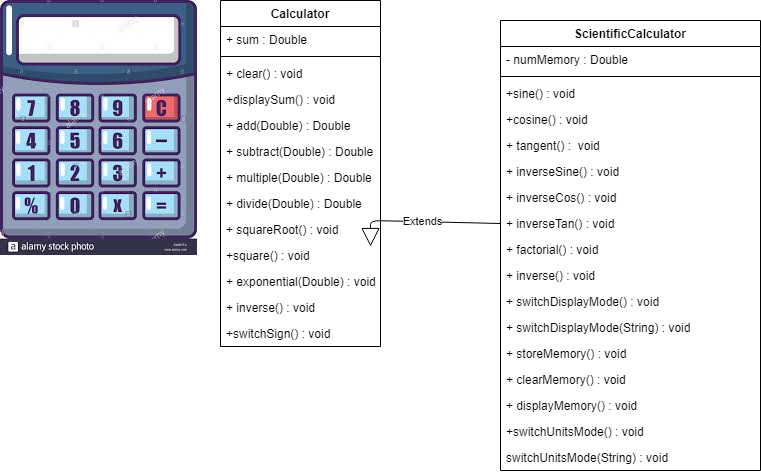 7 8 9 C
4 5 6 −
1 2 3 +
% 0 x =
a alamy stock photo
www.alamy.com
Calculator
+ sum : Double
+ clear() : void
+displaySum() : void
+ add(Double) : Double
+ subtract(Double) : Double
+ multiple(Double) : Double
+ divide(Double) : Double
+ squareRoot() : void
+square() : void
+ exponential(Double) : void
+ inverse() : void
+switchSign() : void
Extends
ScientificCalculator
- numMemory : Double
+sine() : void
+cosine() : void
+ tangent() :  void
+ inverseSine() : void
+ inverseCos() : void
+ inverseTan() : void
+ factorial() : void
+ inverse() : void
+ switchDisplayMode() : void
+ switchDisplayMode(String) : void
+ storeMemory() : void
+ clearMemory() : void
+ displayMemory() : void
+switchUnitsMode() : void
switchUnitsMode(String) : void